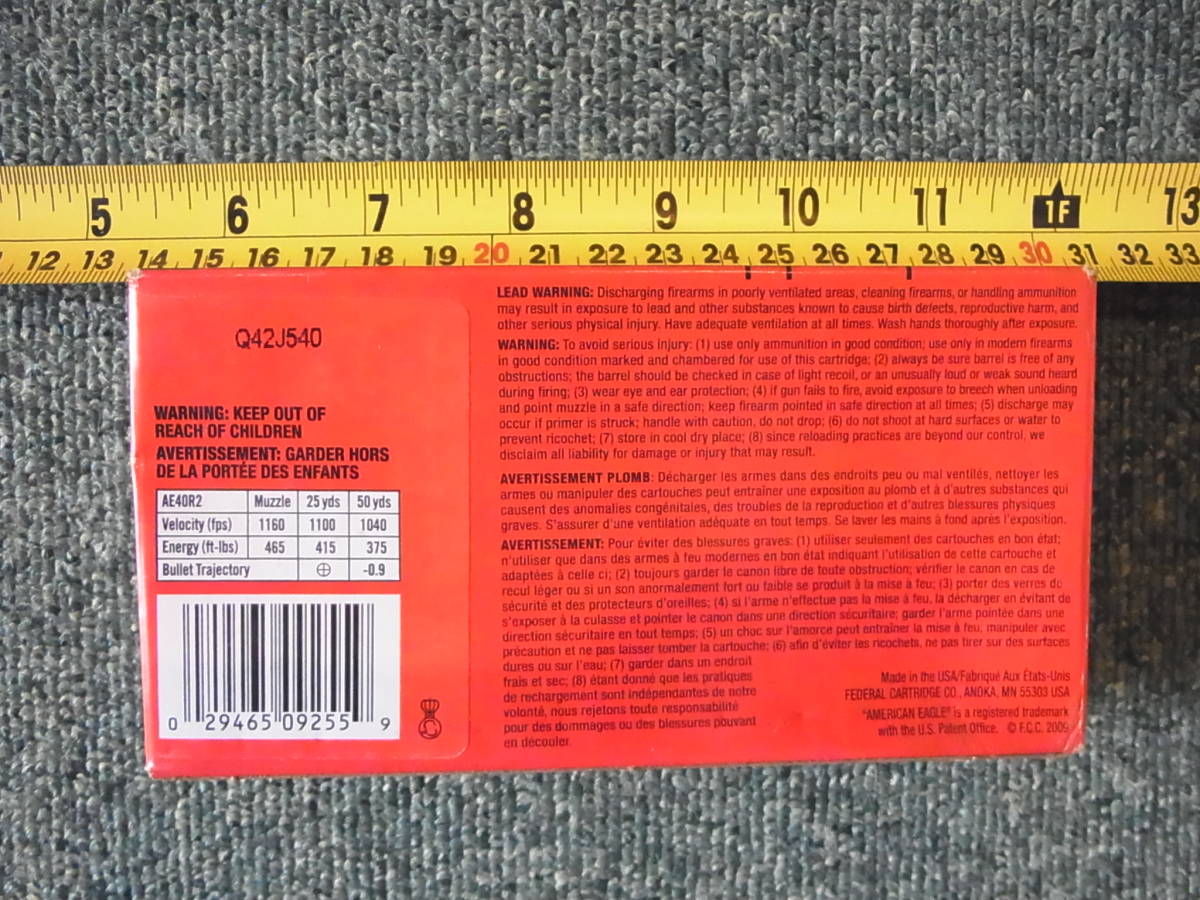 5 6 7 8 9 10 11 1F 13
12 13 14 15 16 17 18 19 20 21 22 23 24 25 26 27 28 29 30 31 32 33
Q42J540
WARNING: KEEP OUT OF
REACH OF CHILDREN
AVERTISSEMENT: GARDER HORS
DE LA PORTÉE DES ENFANTS
AE40R2 Muzzle 25 yds 50 yds
Velocity (fps) 1160 1100 1040
Energy (ft-lbs) 465 415 375
Bullet Trajectory ⊕ -0.9
0 29465 09255 9
LEAD WARNING: Discharging firearms in poorly ventilated areas, cleaning firearms, or handling ammunition
may result in exposure to lead and other substances known to cause birth defects, reproductive harm, and
other serious physical injury. Have adequate ventilation at all times. Wash hands thoroughly after exposure.
WARNING: To avoid serious injury: (1) use only ammunition in good condition; use only in modern firearms
in good condition marked and chambered for use of this cartridge; (2) always be sure barrel is free of any
obstructions; the barrel should be checked in case of light recoil, or an unusually loud or weak sound heard
during firing; (3) wear eye and ear protection; (4) if gun fails to fire, avoid exposure to breech when unloading
and point muzzle in a safe direction; keep firearm pointed in safe direction at all times; (5) discharge may
occur if primer is struck; handle with caution, do not drop; (6) do not shoot at hard surfaces or water to
prevent ricochet; (7) store in cool dry place; (8) since reloading practices are beyond our control, we
disclaim all liability for damage or injury that may result.
AVERTISSEMENT PLOMB: Décharger les armes dans des endroits peu ou mal ventilés, nettoyer les
armes ou manipuler des cartouches peut entraîner une exposition au plomb et à d'autres substances qui
causent des anomalies congénitales, des troubles de la reproduction et d'autres blessures physiques
graves. S'assurer d'une ventilation adéquate en tout temps. Se laver les mains à fond après l'exposition.
AVERTISSEMENT: Pour éviter des blessures graves: (1) utiliser seulement des cartouches en bon état;
n'utiliser que dans des armes à feu modernes en bon état indiquant l'utilisation de cette cartouche et
adaptées à celle ci; (2) toujours garder le canon libre de toute obstruction; vérifier le canon en cas de
recul léger ou si un son anormalement fort ou faible se produit à la mise à feu; (3) porter des verres de
sécurité et des protecteurs d'oreilles; (4) si l'arme n'effectue pas la mise à feu, la décharger en évitant de
s'exposer à la culasse et pointer le canon dans une direction sécuritaire; garder l'arme pointée dans une
direction sécuritaire en tout temps; (5) un choc sur l'amorce peut entraîner la mise à feu, manipuler avec
précaution et ne pas laisser tomber la cartouche; (6) afin d'éviter les ricochets, ne pas tirer sur des surfaces
dures ou sur l'eau; (7) garder dans un endroit
frais et sec; (8) étant donné que les pratiques
de rechargement sont indépendantes de notre
volonté, nous rejetons toute responsabilité
pour des dommages ou des blessures pouvant
en découler.
Made in the USA/Fabriqué Aux États-Unis
FEDERAL CARTRIDGE CO., ANOKA, MN 55303 USA
"AMERICAN EAGLE" is a registered trademark
with the U.S. Patent Office. © F.C.C. 2009